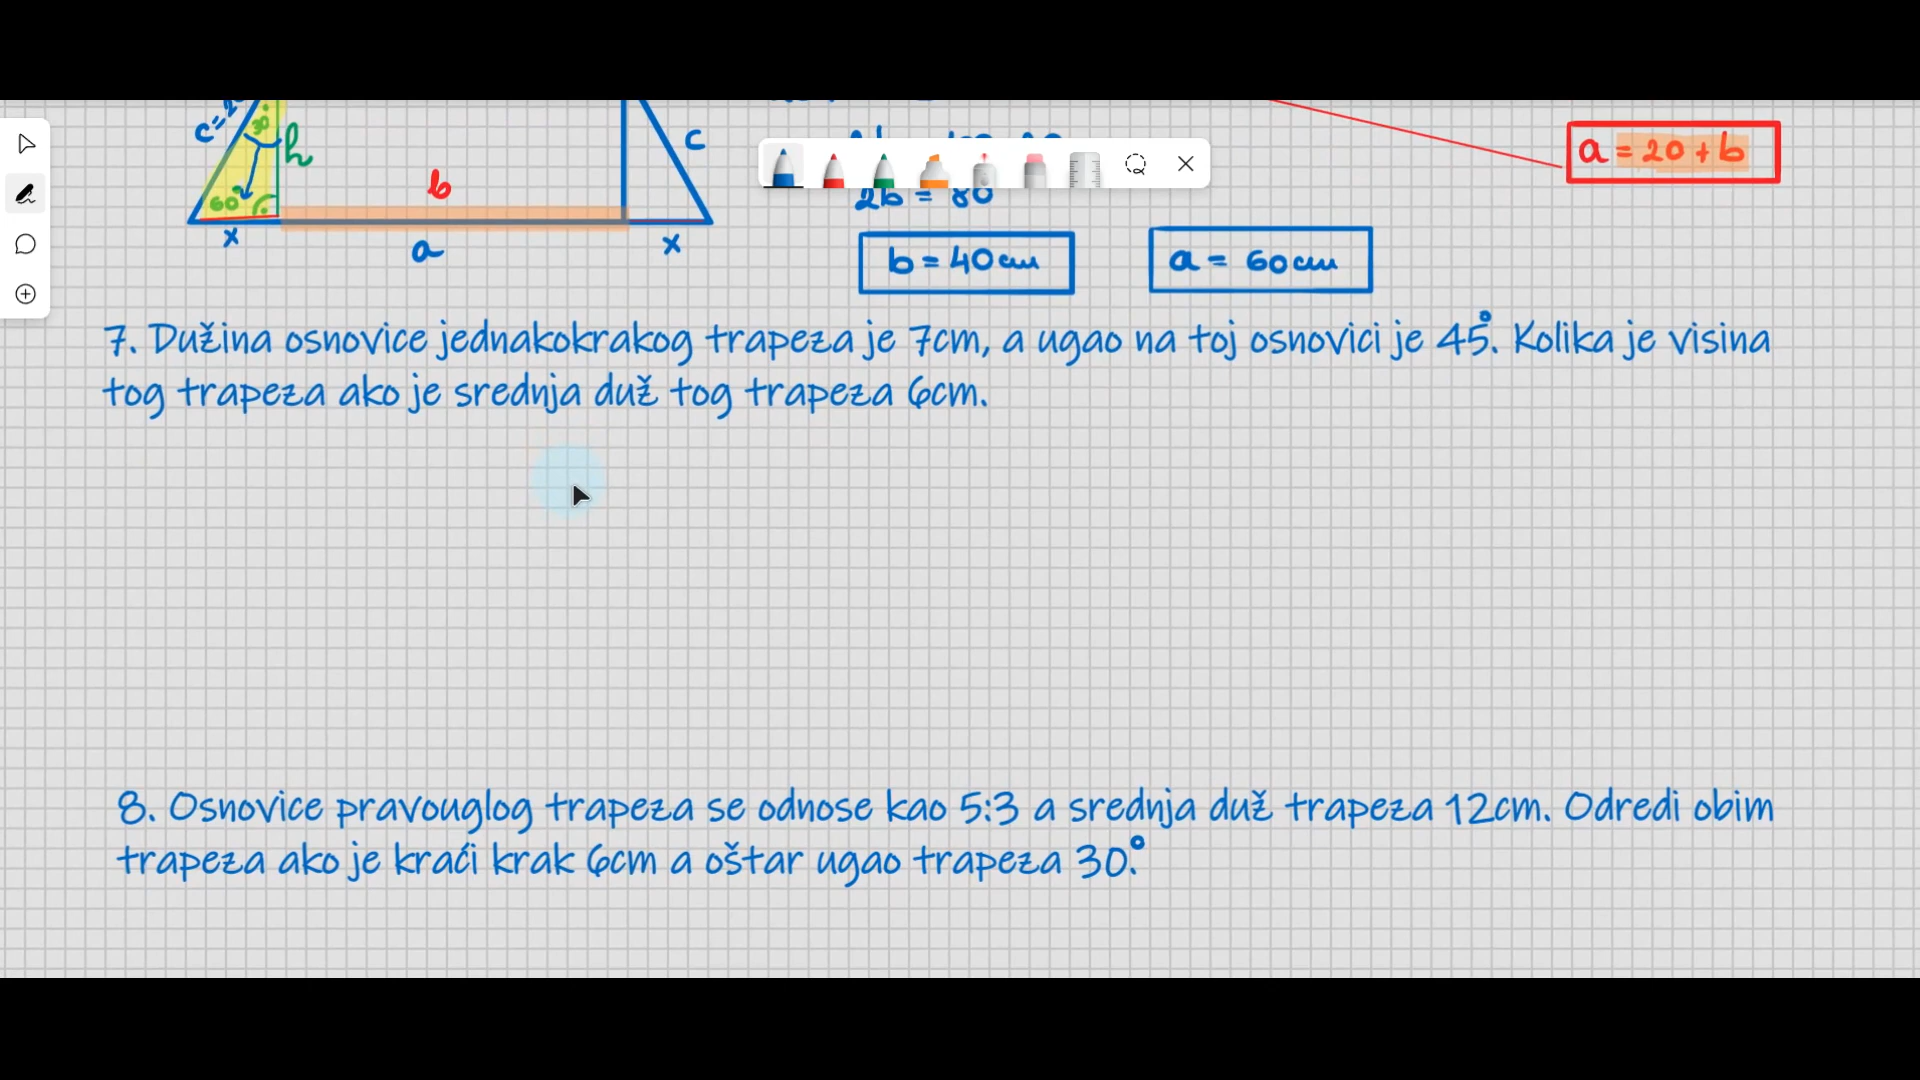 30
h
c
b
60°
x
a
x
a = 20 + b
2b = 80
b = 40cm
a = 60cm
7. Dužina osnovice jednakokrakog trapeza je 7cm, a ugao na toj osnovici je 45°. Kolika je visina
tog trapeza ako je srednja duž tog trapeza 6cm.
8. Osnovice pravouglog trapeza se odnose kao 5:3 a srednja duž trapeza 12cm. Odredi obim
trapeza ako je kraći krak 6cm a oštar ugao trapeza 30°.